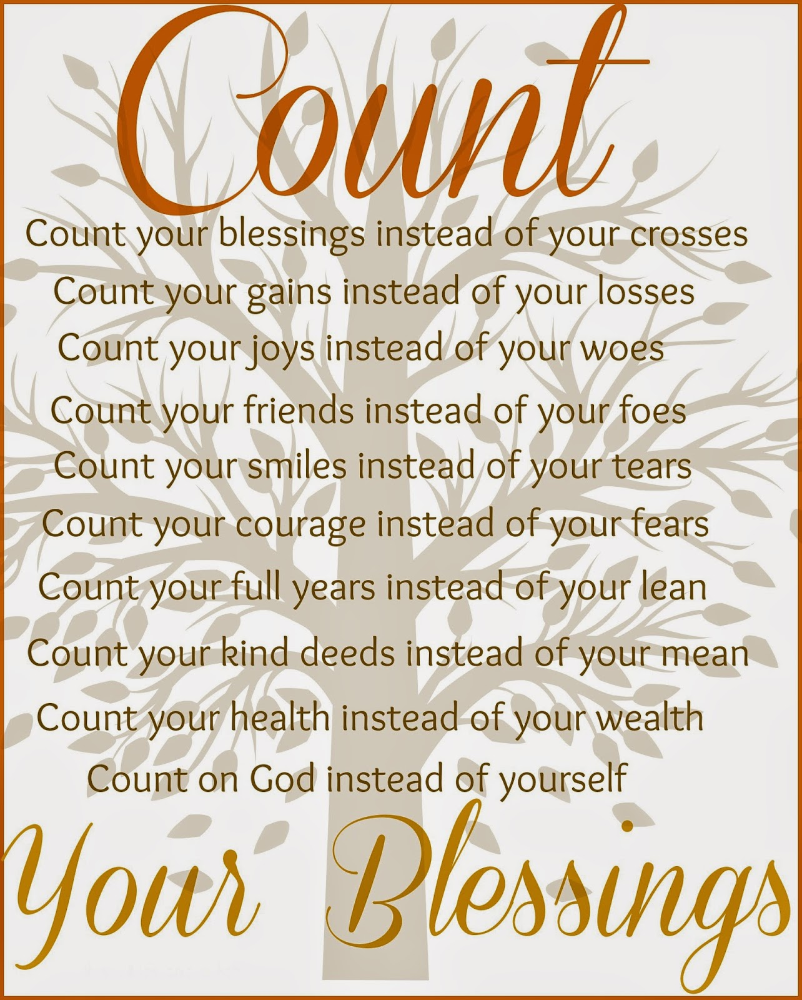 Count
Count your blessings instead of your crosses
Count your gains instead of your losses
Count your joys instead of your woes
Count your friends instead of your foes
Count your smiles instead of your tears
Count your courage instead of your fears
Count your full years instead of your lean
Count your kind deeds instead of your mean
Count your health instead of your wealth
Count on God instead of yourself
Your Blessings